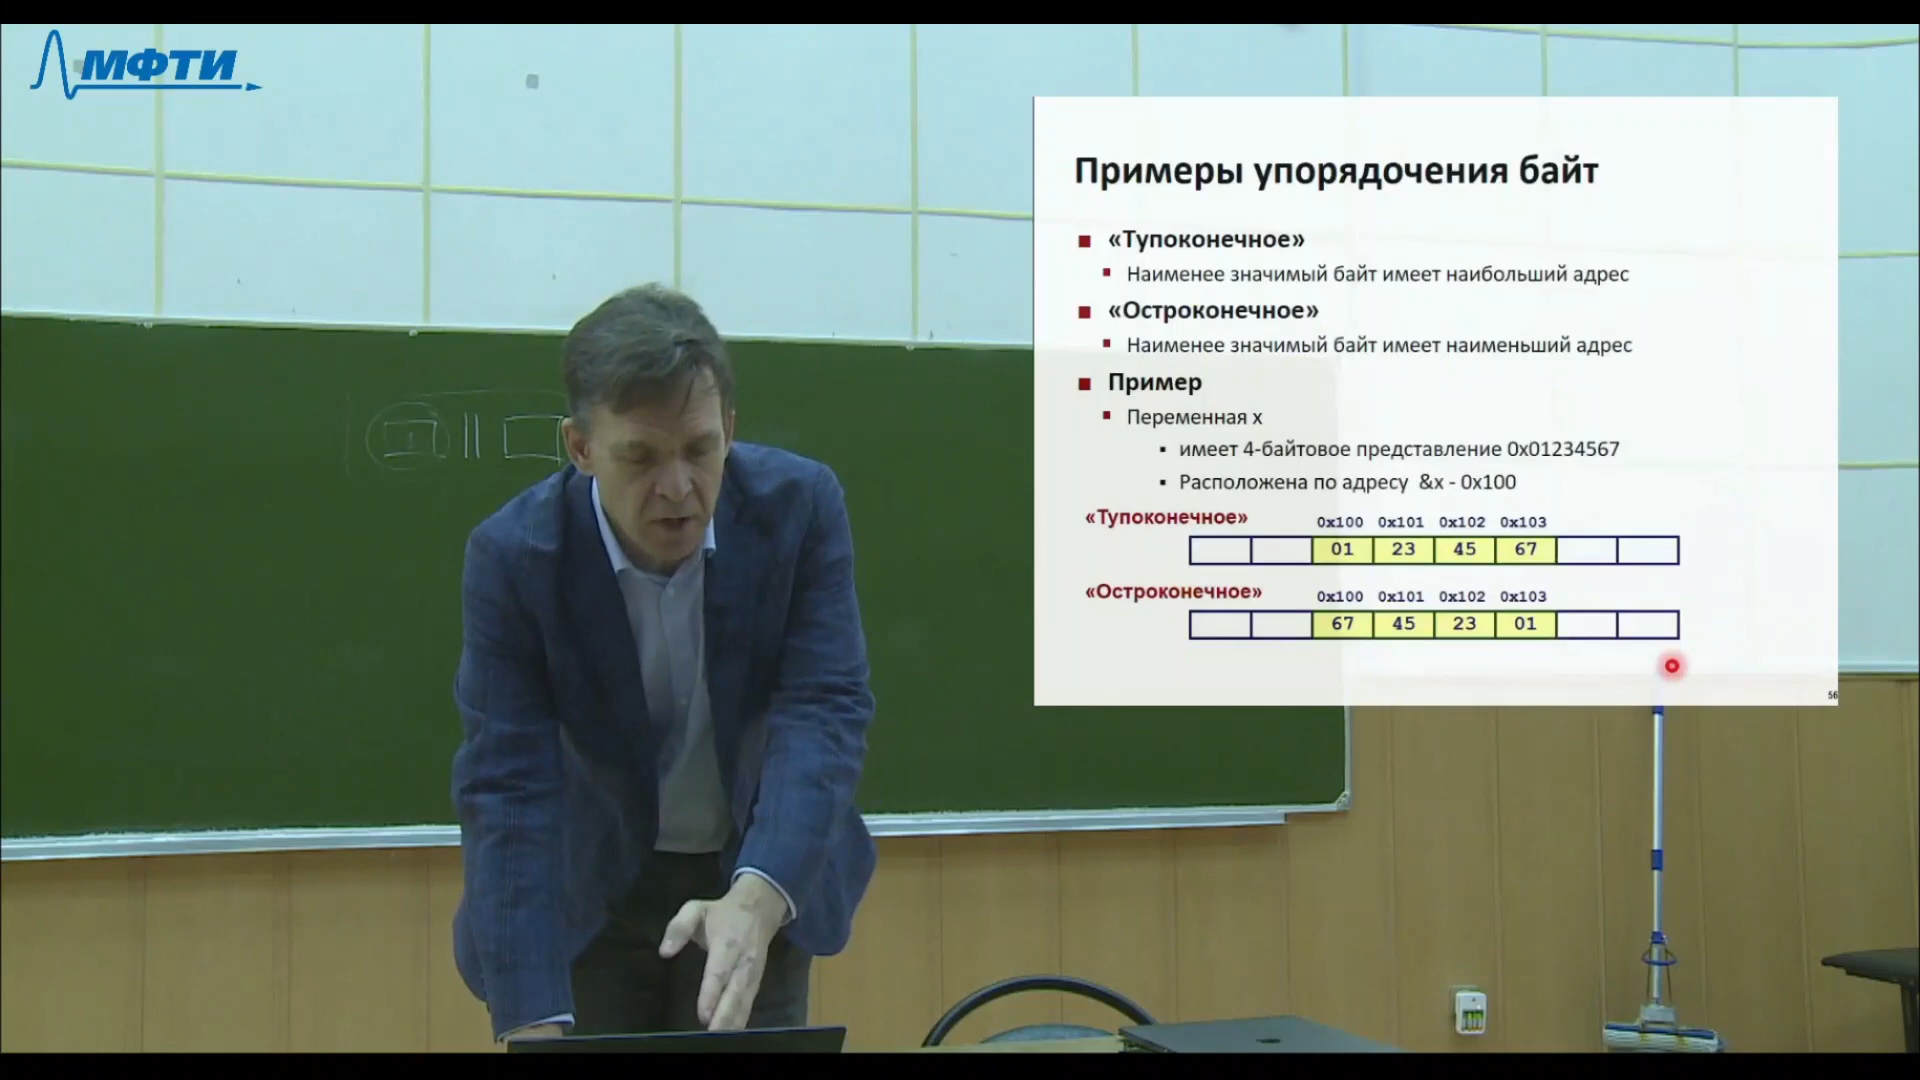 МФТИ
Примеры упорядочения байт
«Тупоконечное»
Наименее значимый байт имеет наибольший адрес
«Остроконечное»
Наименее значимый байт имеет наименьший адрес
Пример
Переменная x
имеет 4-байтовое представление 0x01234567
Расположена по адресу &x - 0x100
«Тупоконечное»
0x100 0x101 0x102 0x103
01 23 45 67
«Остроконечное»
0x100 0x101 0x102 0x103
67 45 23 01
56